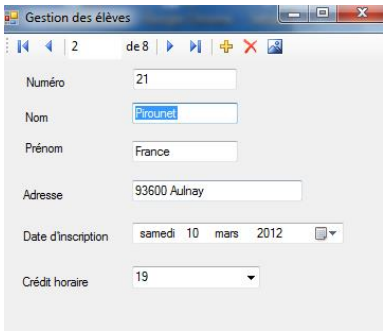 Gestion des élèves
2 de 8
Numéro 21
Nom Pirounet
Prénom France
Adresse 93600 Aulnay
Date d'inscription samedi 10 mars 2012
Crédit horaire 19